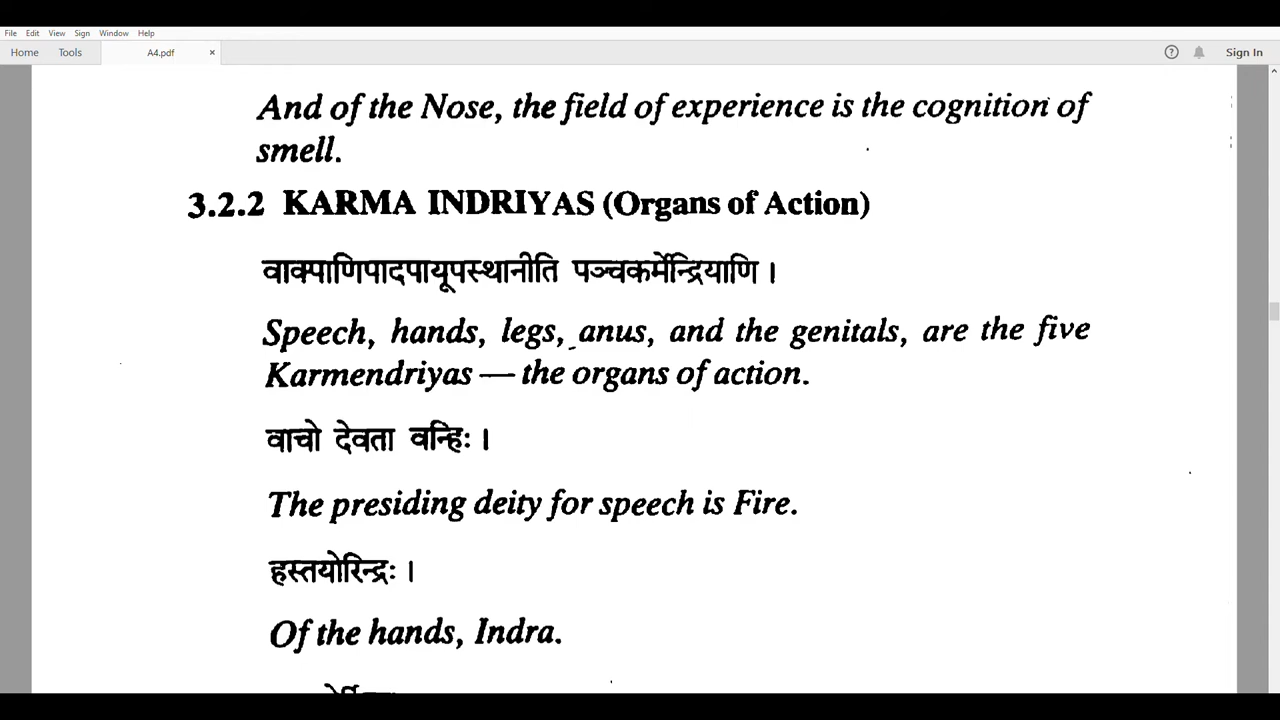 File Edit View Sign Window Help
Home Tools A4.pdf × ? Sign In
And of the Nose, the field of experience is the cognition of
smell.
3.2.2 KARMA INDRIYAS (Organs of Action)
वाक्पाणिपादपायूपस्थानीति पञ्चकर्मेन्द्रियाणि ।
Speech, hands, legs, anus, and the genitals, are the five
Karmendriyas — the organs of action.
वाचो देवता वन्हिः ।
The presiding deity for speech is Fire.
हस्तयोरिन्द्रः ।
Of the hands, Indra.